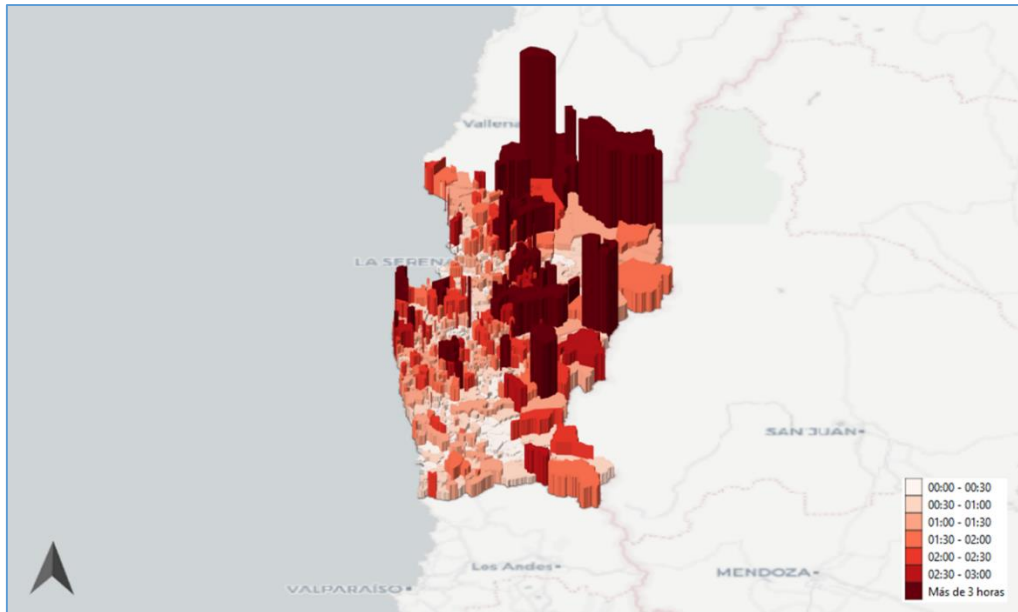 Vallena
LA SERENA
SAN JUAN
Los Andes
MENDOZA
VALPARAÍSO
00:00 - 00:30
00:30 - 01:00
01:00 - 01:30
01:30 - 02:00
02:00 - 02:30
02:30 - 03:00
Más de 3 horas